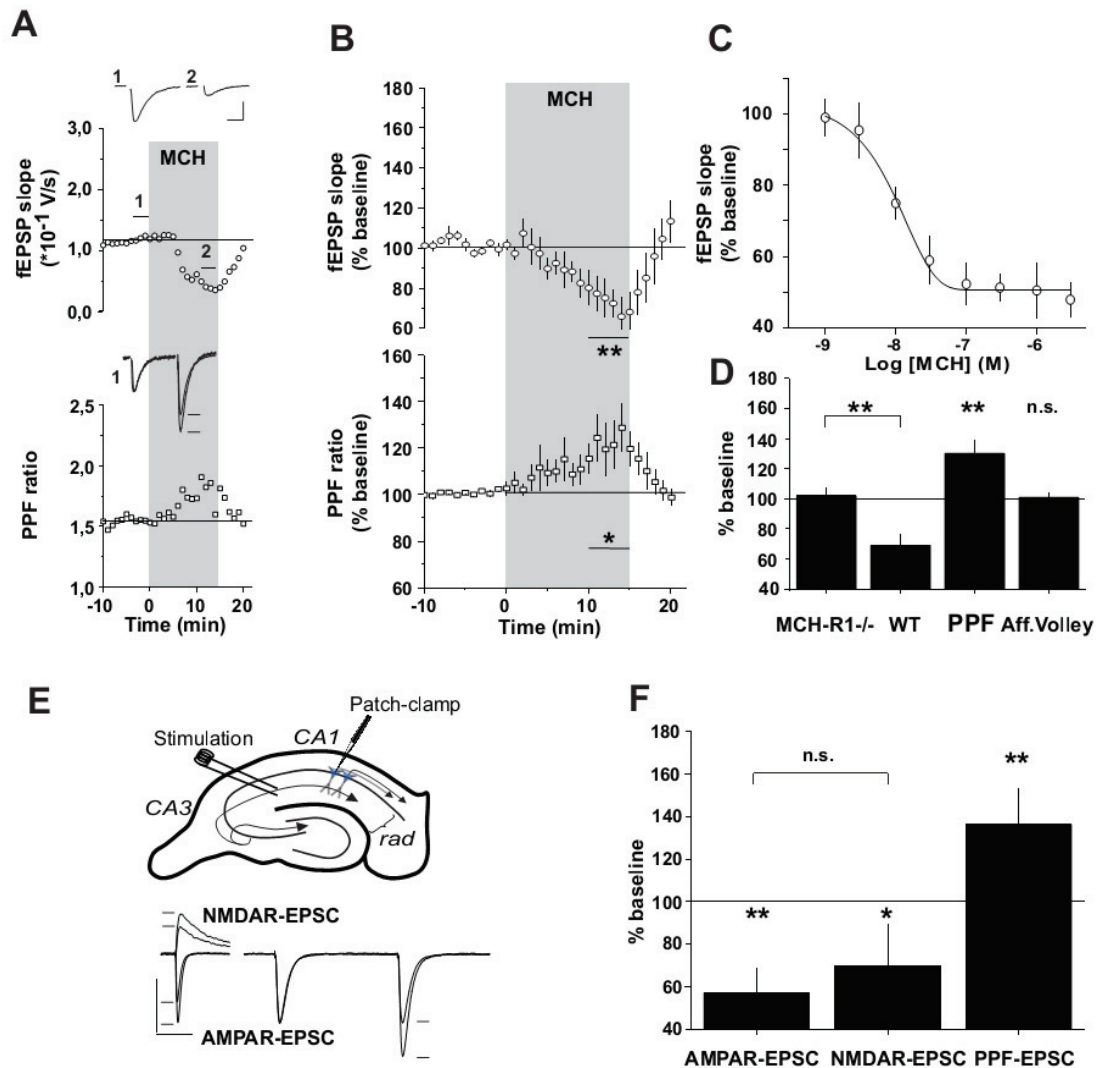 A
1 2
3,0
2,0
1,0
0,0
fEPSP slope
(*10-1 V/s)
MCH
1
2
1
2,5
2,0
1,5
1,0
PPF ratio
-10 0 10 20
Time (min)
B
180
160
140
120
100
80
60
fEPSP slope
(% baseline)
MCH
**
160
140
120
100
80
60
PPF ratio
(% baseline)
*
-10 0 10 20
Time (min)
C
100
80
60
40
fEPSP slope
(% baseline)
-9 -8 -7 -6
Log [MCH] (M)
D
180
160
140
120
100
80
60
40
% baseline
** ** n.s.
MCH-R1-/- WT PPF Aff.Volley
E
Patch-clamp
Stimulation
CA1
CA3
rad
NMDAR-EPSC
AMPAR-EPSC
F
180
160
140
120
100
80
60
40
% baseline
n.s.
**
** *
AMPAR-EPSC NMDAR-EPSC PPF-EPSC